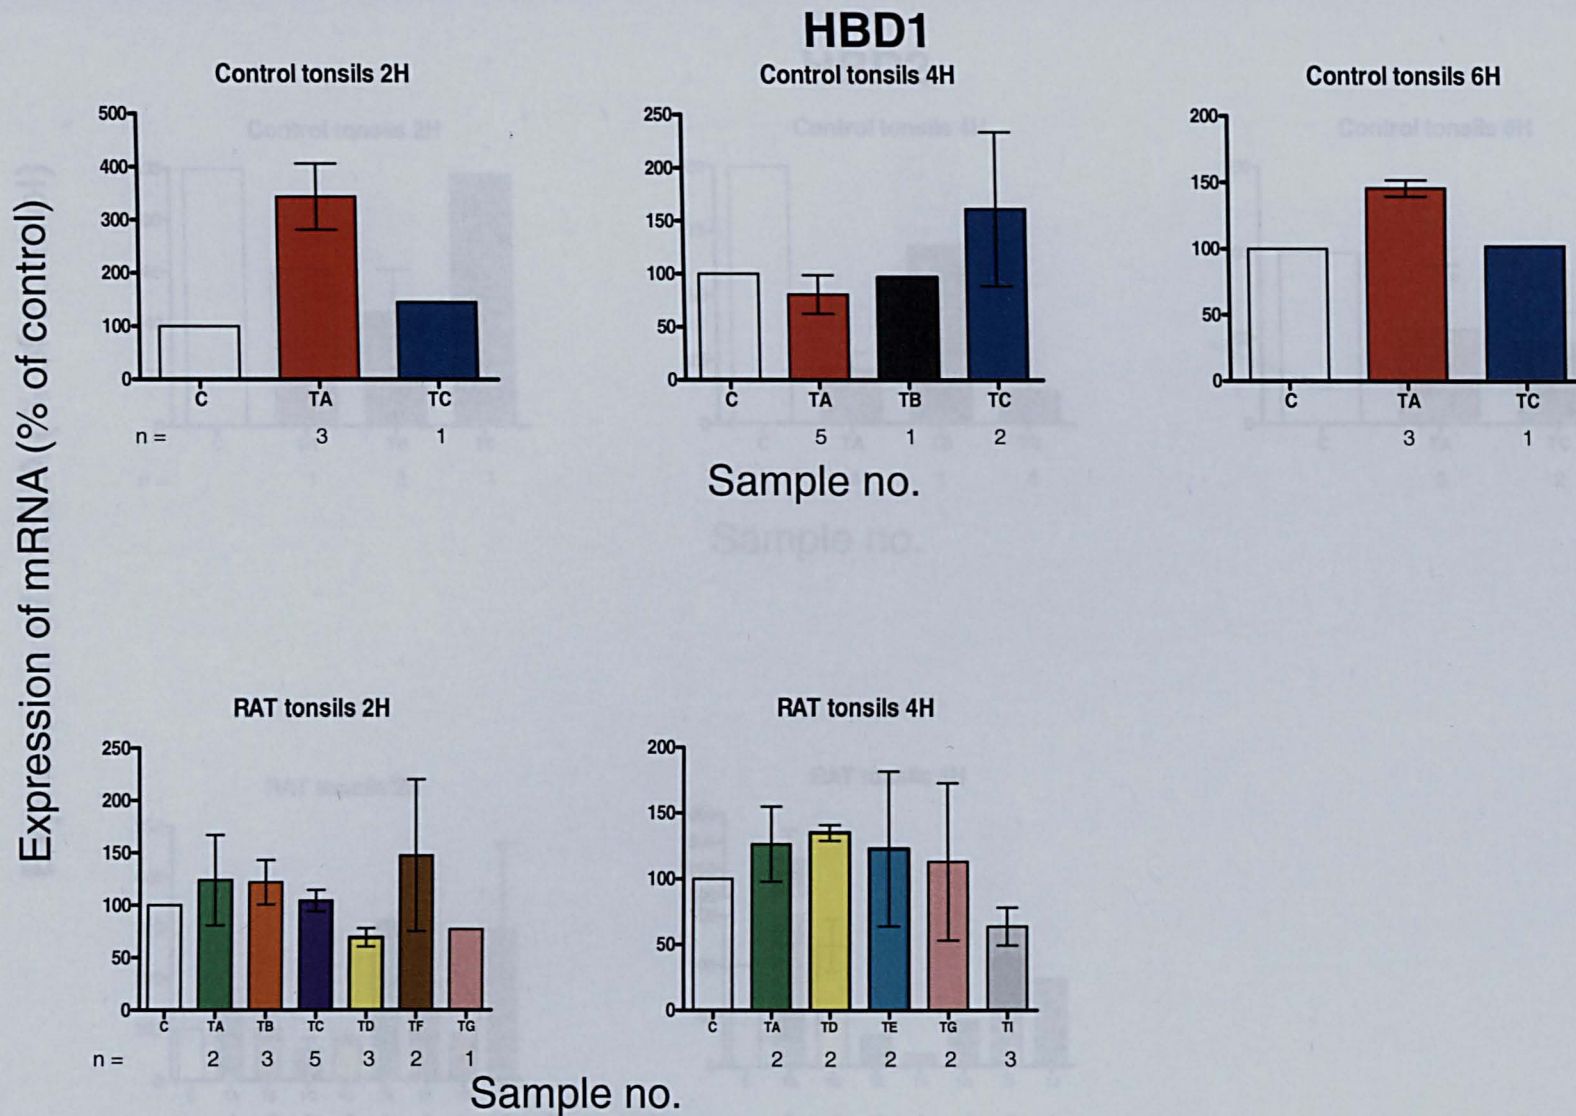 HBD1
Control tonsils 2H
Control tonsils 4H
Control tonsils 6H
Expression of mRNA (% of control)
500
400
300
200
100
0
C TA TC
n = 3 1
250
200
150
100
50
0
C TA TB TC
5 1 2
200
150
100
50
0
C TA TC
3 1
Sample no.
RAT tonsils 2H
RAT tonsils 4H
250
200
150
100
50
0
C TA TB TC TD TF TG
n = 2 3 5 3 2 1
200
150
100
50
0
C TA TD TE TG TI
2 2 2 2 3
Sample no.